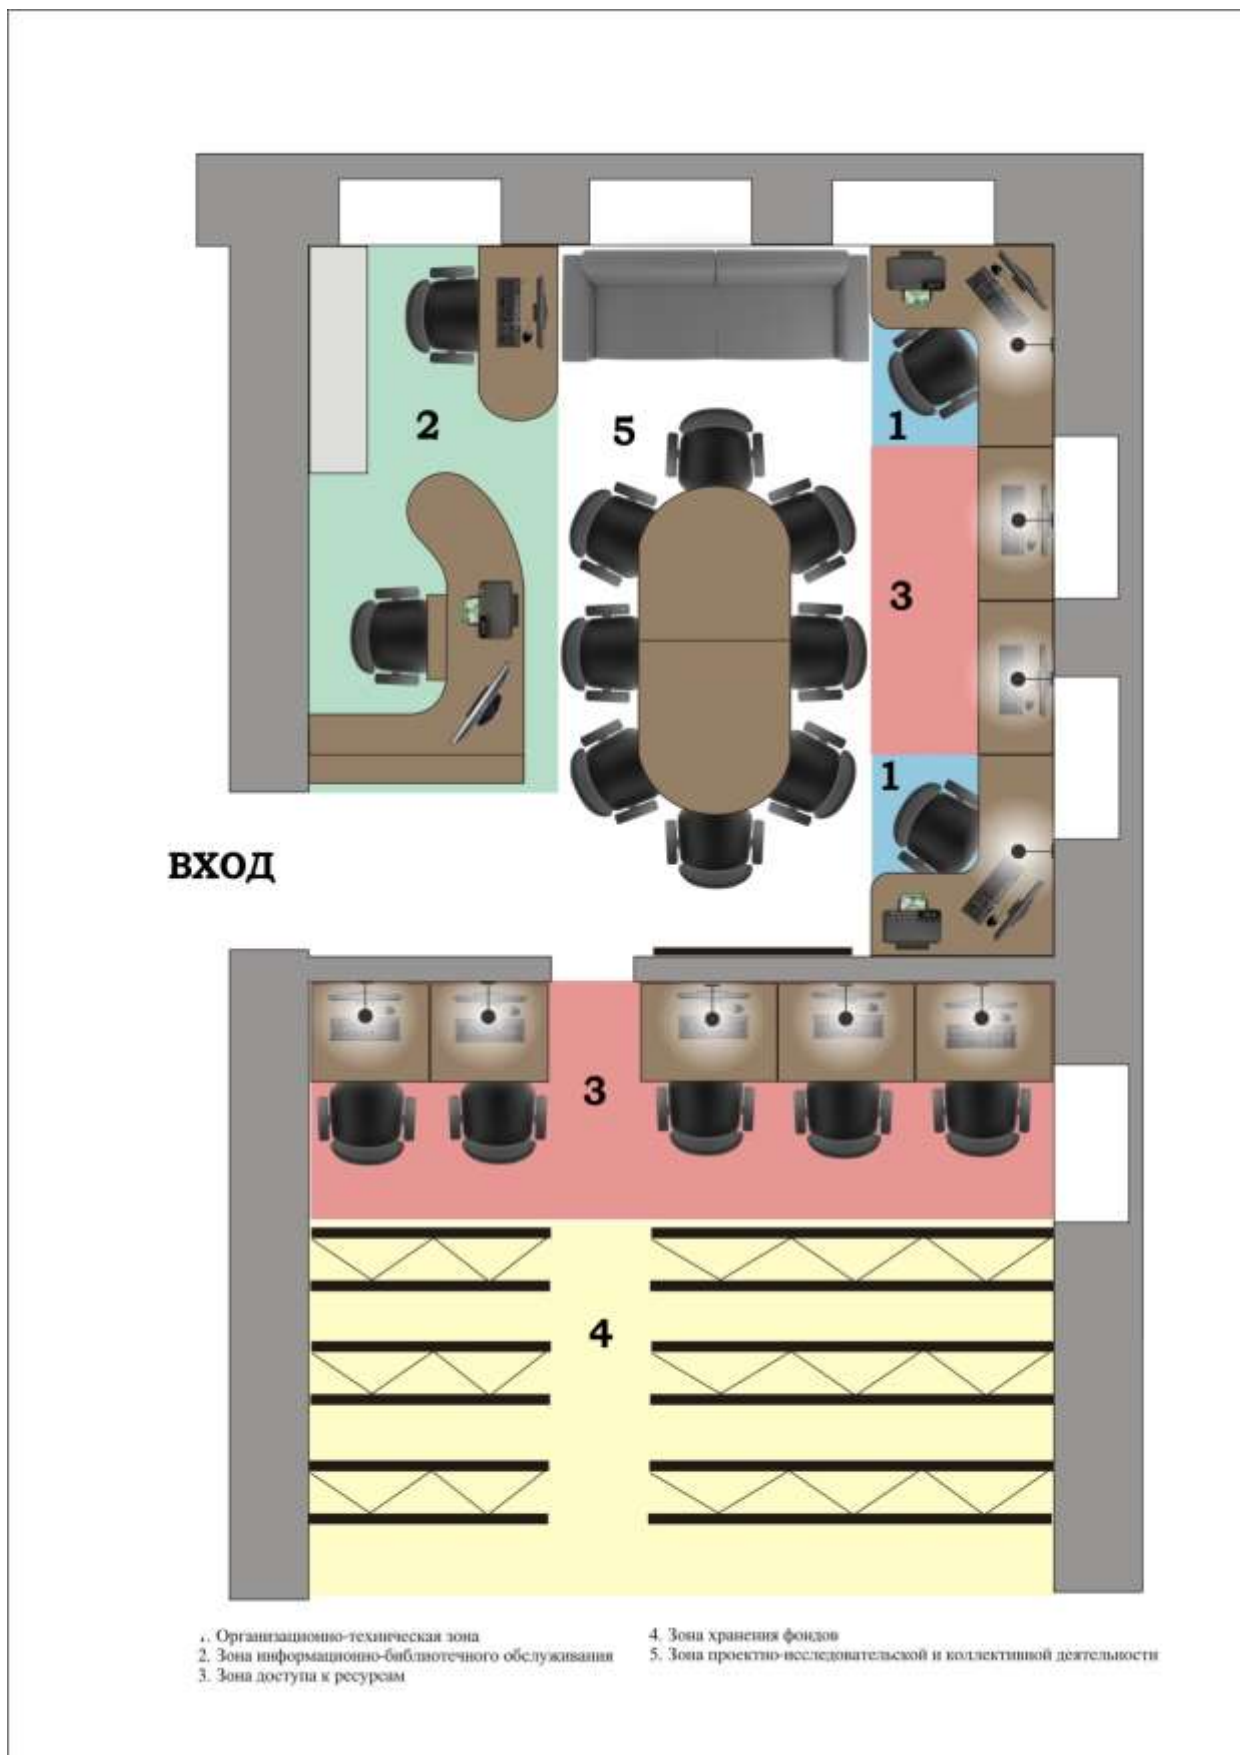 2
5
1
3
1
ВХОД
3
4
1. Организационно-техническая зона
2. Зона информационно-библиотечного обслуживания
3. Зона доступа к ресурсам
4. Зона хранения фондов
5. Зона проектно-исследовательской и коллективной деятельности